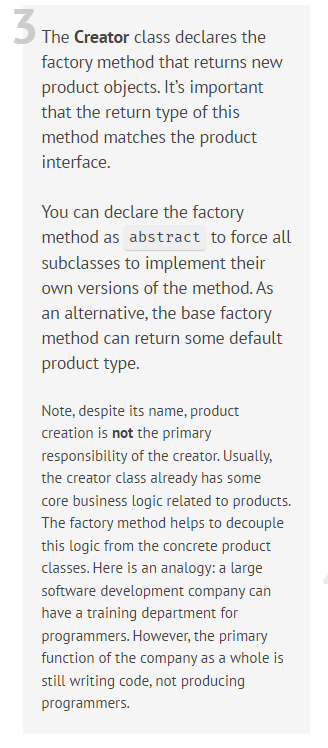 3
The Creator class declares the
factory method that returns new
product objects. It’s important
that the return type of this
method matches the product
interface.
You can declare the factory
method as abstract to force all
subclasses to implement their
own versions of the method. As
an alternative, the base factory
method can return some default
product type.
Note, despite its name, product
creation is not the primary
responsibility of the creator. Usually,
the creator class already has some
core business logic related to products.
The factory method helps to decouple
this logic from the concrete product
classes. Here is an analogy: a large
software development company can
have a training department for
programmers. However, the primary
function of the company as a whole is
still writing code, not producing
programmers.